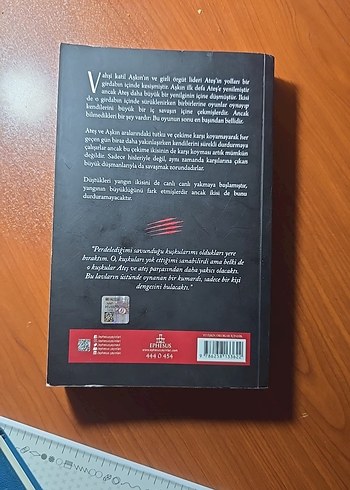 Vahşi katil Aşkın'ın ve gizli örgüt lideri Ateş'in yolları bir
girdabın içinde kesişmiştir. Aşkın ilk defa Ateş'e yenilmiştir
ancak Ateş daha büyük bir yenilginin içine düşmüştür. İkisi
de o girdabın içinde sürüklenirken birbirlerine oyunlar oynayıp
kendilerini büyük bir iç savaşın içine çekmişlerdir. Ancak
bilmedikleri bir şey vardır: Bu oyunun sonu en başından bellidir.
Ateş ve Aşkın aralarındaki tutku ve çekime karşı koyamayarak her
geçen gün biraz daha yakınlaşırken kendilerini sürekli durdurmaya
çalışırlar ancak bu çekime ikisinin de karşı koyması artık mümkün
değildir. Sadece hisleriyle değil, aynı zamanda karşılarına çıkan
büyük düşmanlarıyla da savaşmak zorundadırlar.
Düştükleri yangın ikisini de canlı canlı yakmaya başlamıştır,
yangının büyüklüğünü fark etmişlerdir ancak ikisi de bunu
durduramayacaktır.
"Perdelediğimi savunduğu kuşkularımı oldukları yere
bıraktım. O, kuşkuları yok ettiğimi sanabilirdi ama belki de
o kuşkular Ateş ve ateş parçasından daha yakıcı olacaktı.
Bu kavların üstünde oynanan bir kumardı, sadece bir kişi
dengesini bulacaktı."
EPHESUS
444 0 454